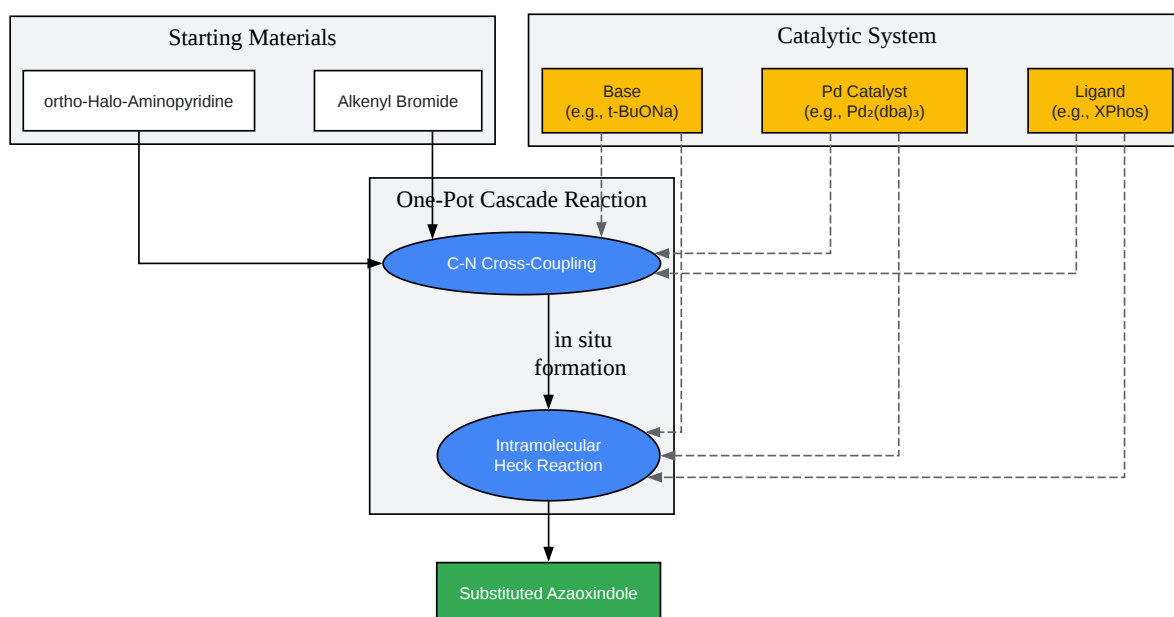 Starting Materials
ortho-Halo-Aminopyridine
Alkenyl Bromide
Catalytic System
Base
(e.g., t-BuONa)
Pd Catalyst
(e.g., Pd₂(dba)₃)
Ligand
(e.g., XPhos)
One-Pot Cascade Reaction
C-N Cross-Coupling
in situ
formation
Intramolecular
Heck Reaction
Substituted Azaoxindole